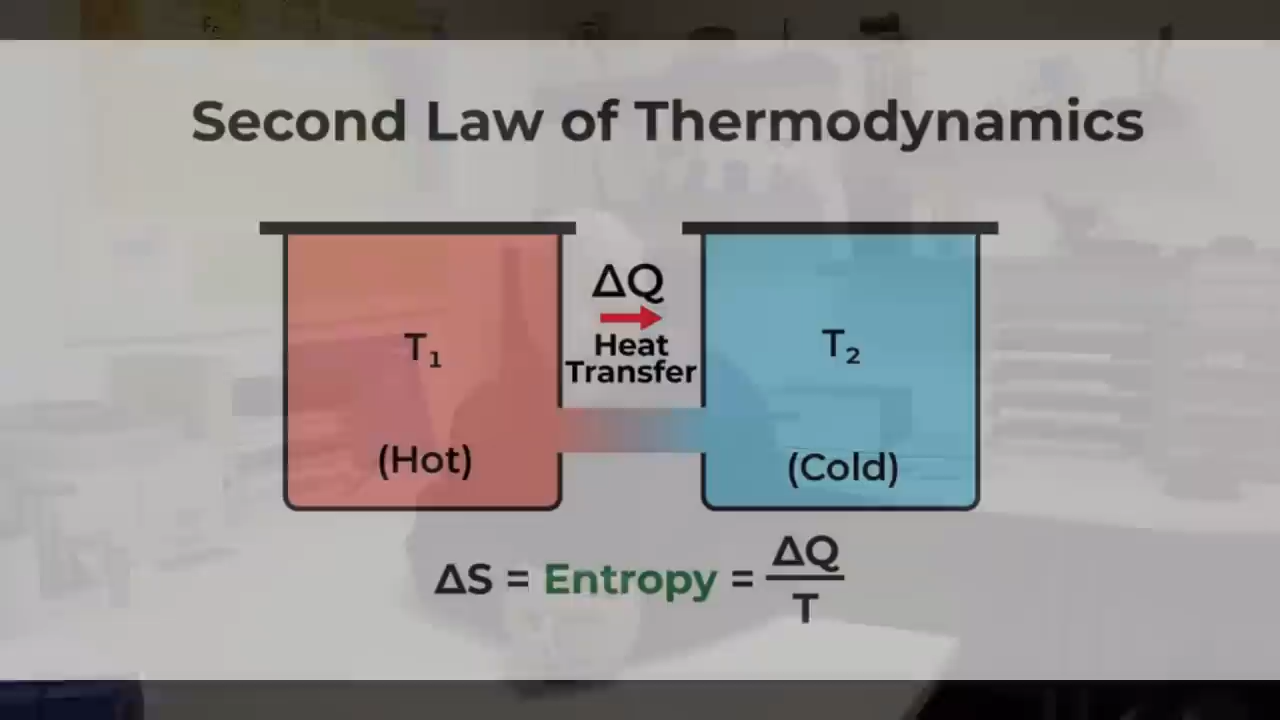 Second Law of Thermodynamics
ΔQ
Heat
Transfer
T₁
T₂
(Hot)
(Cold)
ΔS = Entropy = ΔQ
T